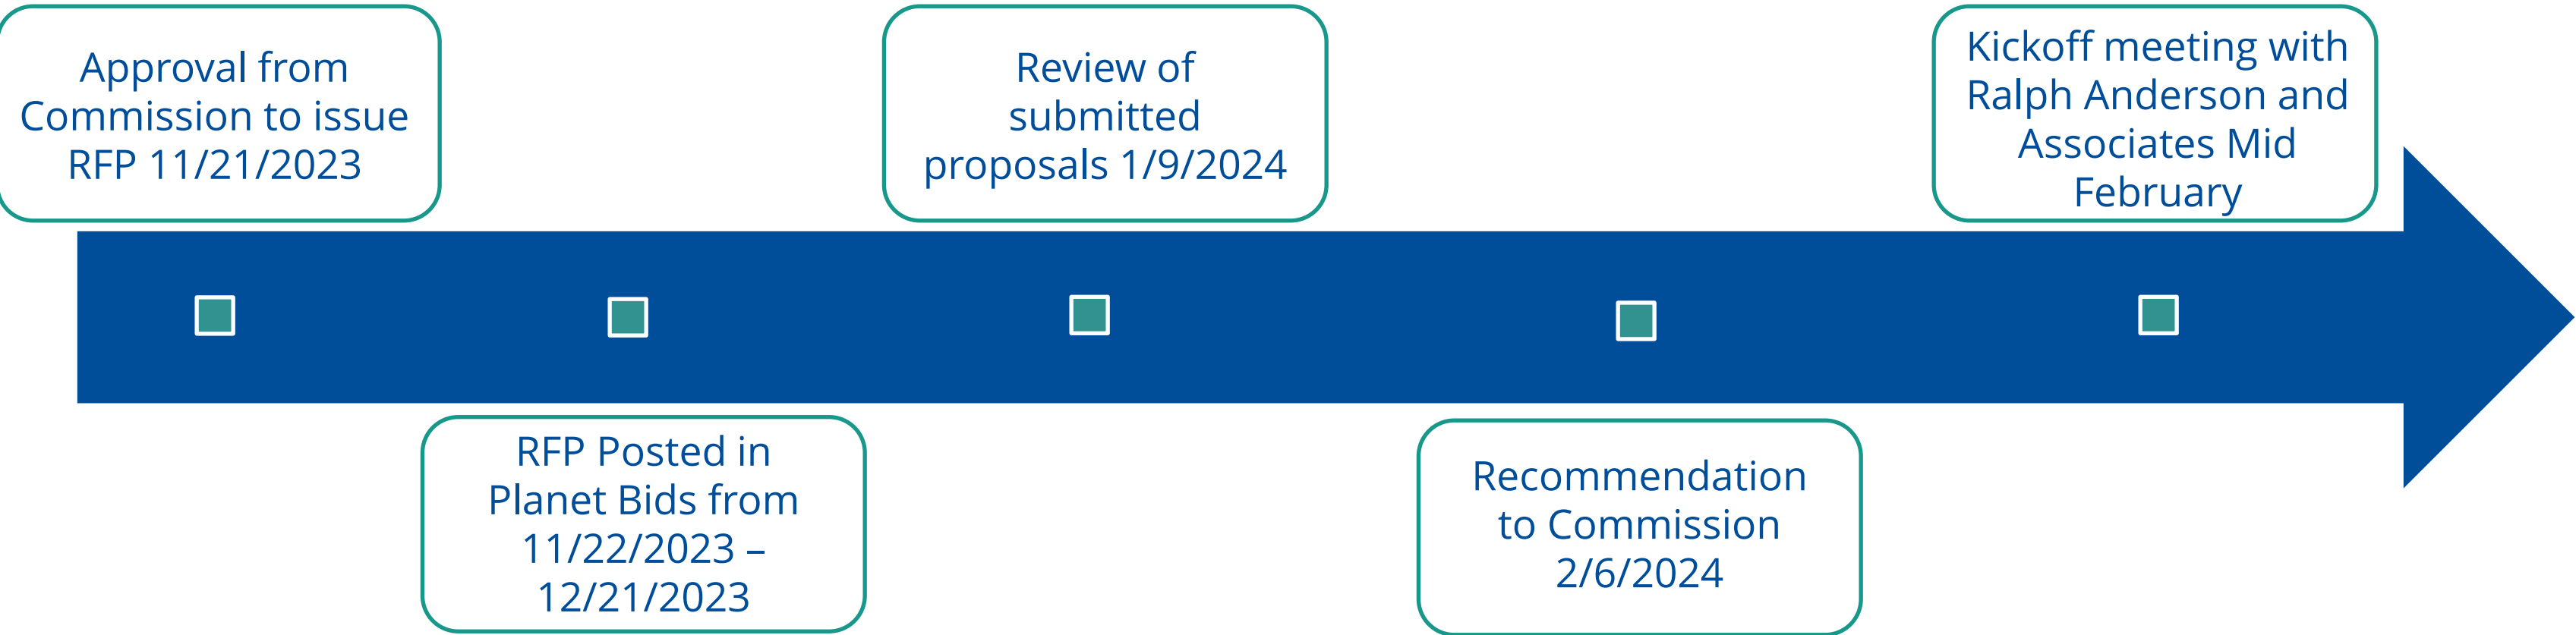 Approval from
Commission to issue
RFP 11/21/2023
RFP Posted in
Planet Bids from
11/22/2023 –
12/21/2023
Review of
submitted
proposals 1/9/2024
Recommendation
to Commission
2/6/2024
Kickoff meeting with
Ralph Anderson and
Associates Mid
February